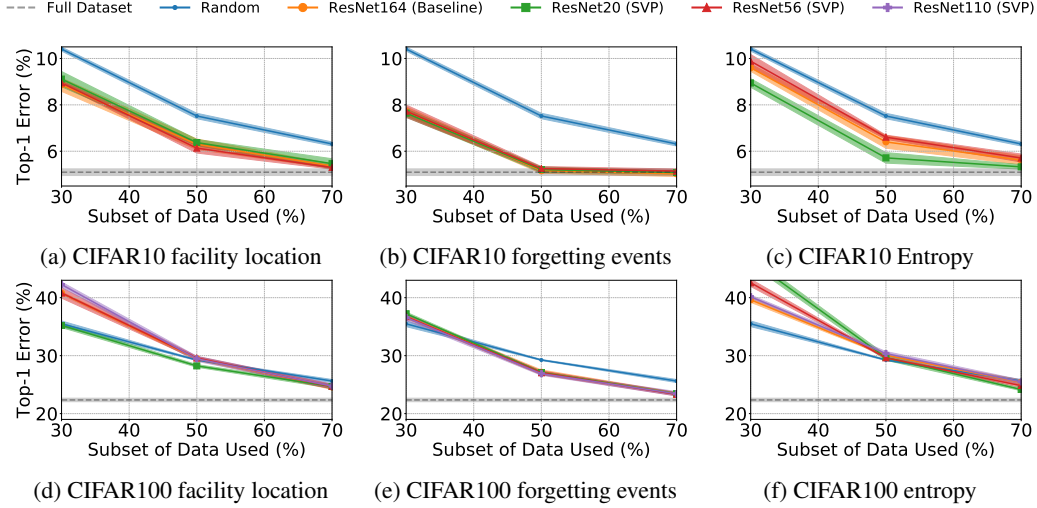 Full Dataset Random ResNet164 (Baseline) ResNet20 (SVP) ResNet56 (SVP) ResNet110 (SVP)
Top-1 Error (%)
10
8
6
30 40 50 60 70
Subset of Data Used (%)
(a) CIFAR10 facility location
10
8
6
30 40 50 60 70
Subset of Data Used (%)
(b) CIFAR10 forgetting events
10
8
6
30 40 50 60 70
Subset of Data Used (%)
(c) CIFAR10 Entropy
Top-1 Error (%)
40
30
20
30 40 50 60 70
Subset of Data Used (%)
(d) CIFAR100 facility location
40
30
20
30 40 50 60 70
Subset of Data Used (%)
(e) CIFAR100 forgetting events
40
30
20
30 40 50 60 70
Subset of Data Used (%)
(f) CIFAR100 entropy